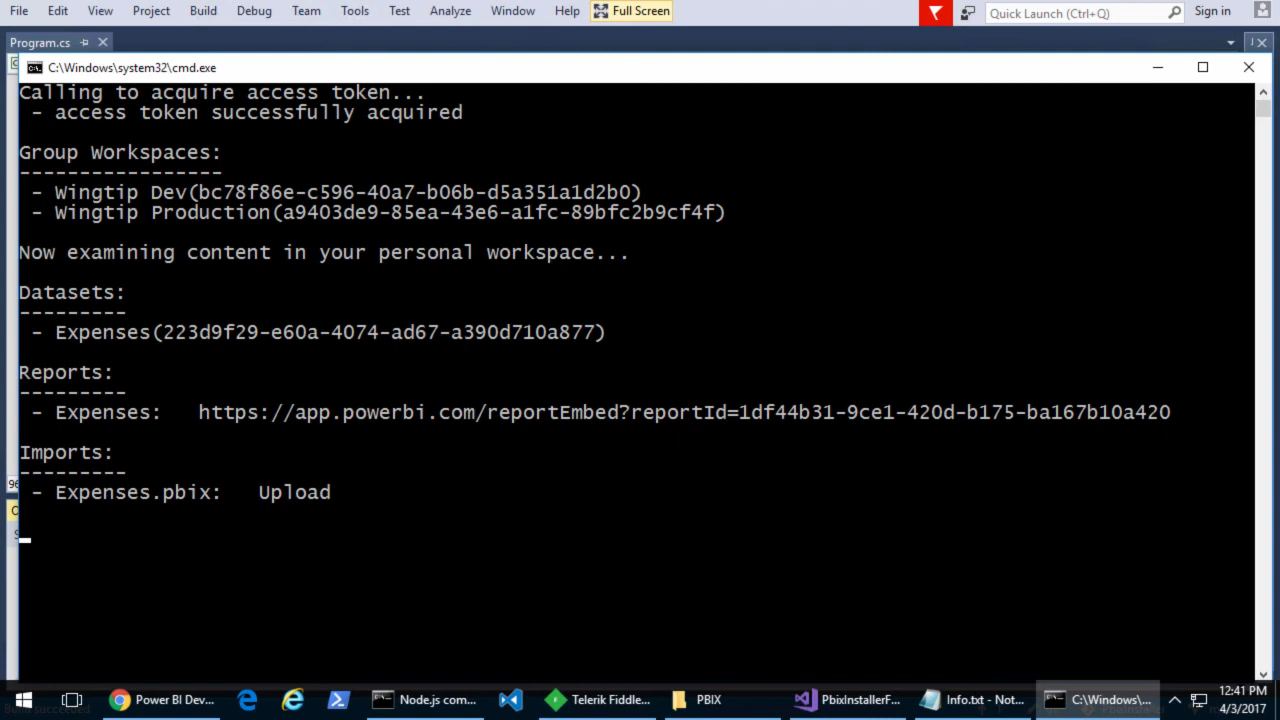 File Edit View Project Build Debug Team Tools Test Analyze Window Help Full Screen Quick Launch (Ctrl+Q) Sign in
Program.cs
C:\Windows\system32\cmd.exe
Calling to acquire access token...
- access token successfully acquired
Group Workspaces:
-----------------
- Wingtip Dev(bc78f86e-c596-40a7-b06b-d5a351a1d2b0)
- Wingtip Production(a9403de9-85ea-43e6-a1fc-89bfc2b9cf4f)
Now examining content in your personal workspace...
Datasets:
---------
- Expenses(223d9f29-e60a-4074-ad67-a390d710a877)
Reports:
---------
- Expenses: https://app.powerbi.com/reportEmbed?reportId=1df44b31-9ce1-420d-b175-ba167b10a420
Imports:
---------
- Expenses.pbix: Upload
96
Power BI Dev... Node.js com... Telerik Fiddle... PBIX PbixInstallerF... Info.txt - Not... C:\Windows\... 12:41 PM
Build succeeded 4/3/2017